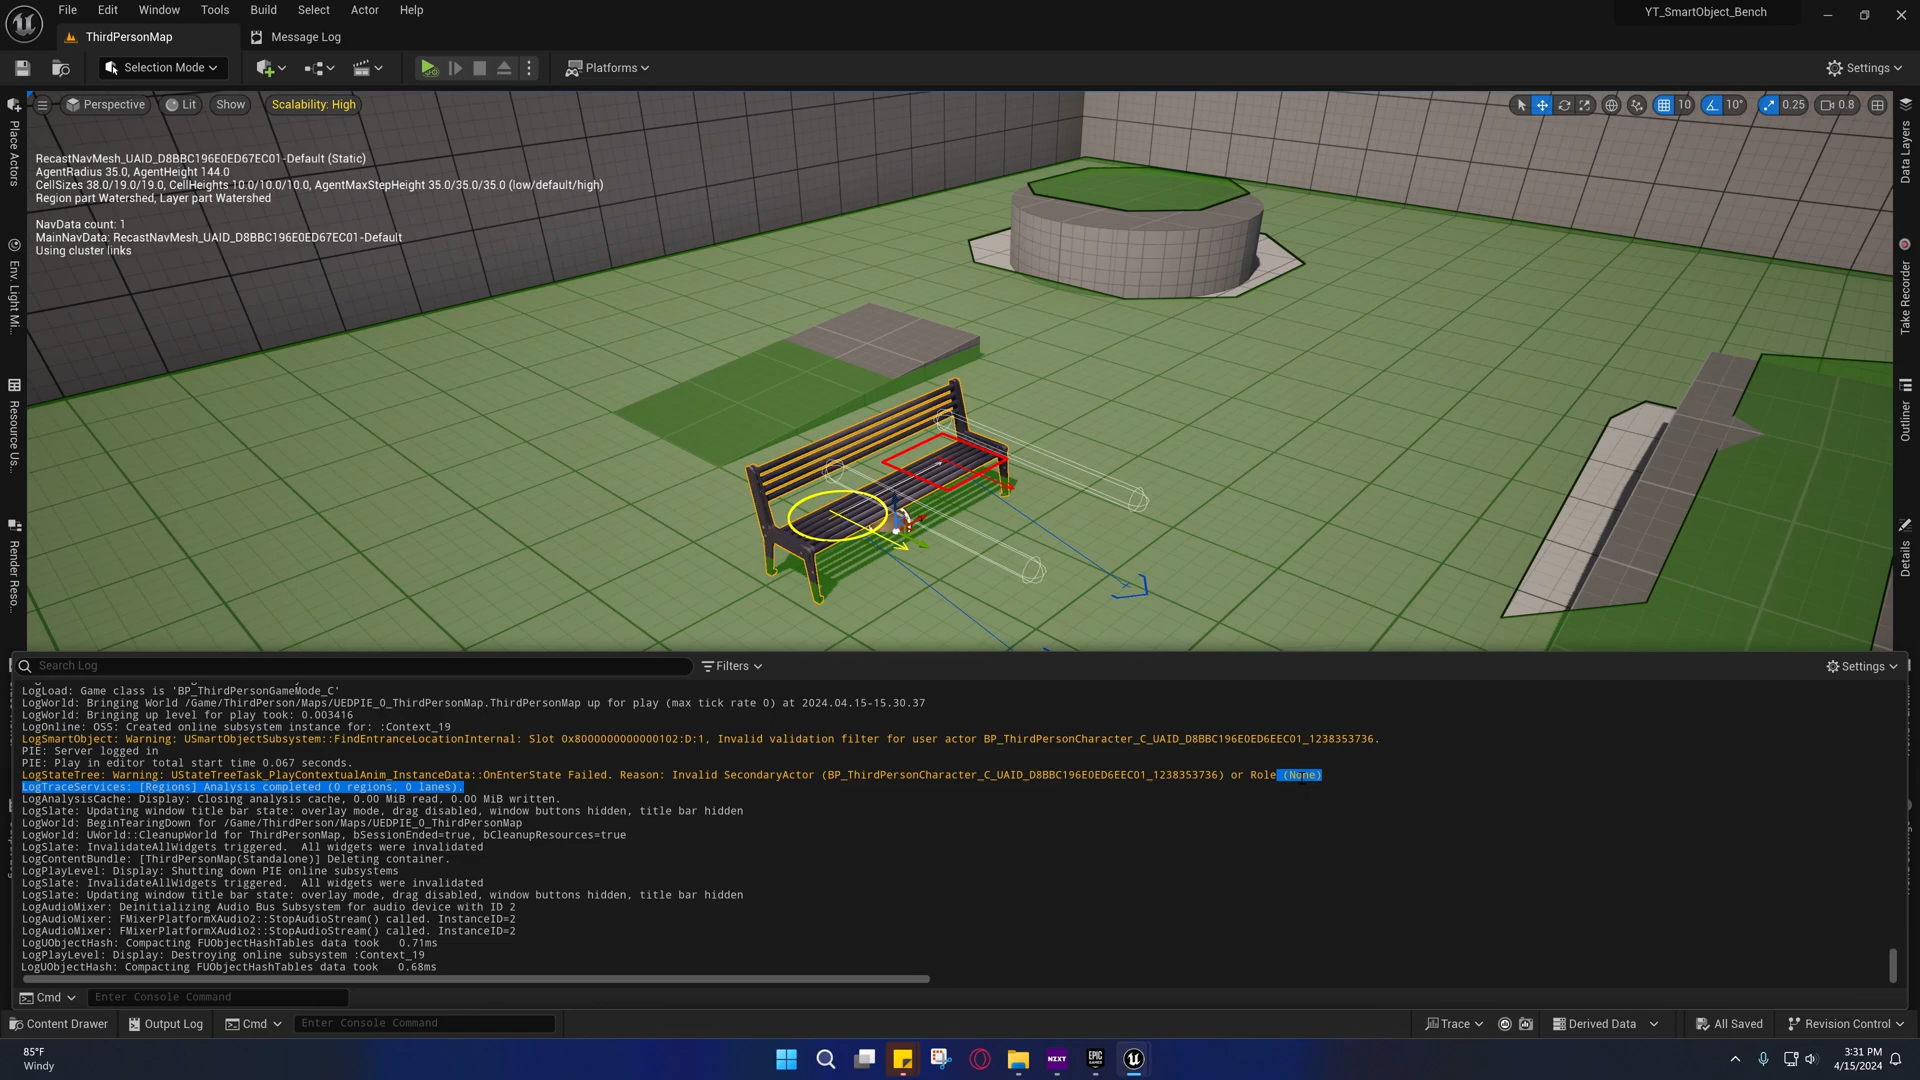 File Edit Window Tools Build Select Actor Help
YT_SmartObject_Bench
ThirdPersonMap
Message Log
Selection Mode
Platforms
Settings
Perspective
Lit
Show
Scalability: High
10
10°
0.25
0.8
Place Actors
Env. Light Mi...
Resource Us...
Render Reso...
Data Layers
Take Recorder
Outliner
Details
RecastNavMesh_UAID_D8BBC196E0ED67EC01-Default (Static)
AgentRadius 35.0, AgentHeight 144.0
CellSizes 38.0/19.0/19.0, CellHeights 10.0/10.0/10.0, AgentMaxStepHeight 35.0/35.0/35.0 (low/default/high)
Region part Watershed, Layer part Watershed
NavData count: 1
MainNavData: RecastNavMesh_UAID_D8BBC196E0ED67EC01-Default
Using cluster links
Search Log
Filters
Settings
LogLoad: Game class is 'BP_ThirdPersonGameMode_C'
LogWorld: Bringing World /Game/ThirdPerson/Maps/UEDPIE_0_ThirdPersonMap.ThirdPersonMap up for play (max tick rate 0) at 2024.04.15-15.30.37
LogWorld: Bringing up level for play took: 0.003416
LogOnline: OSS: Created online subsystem instance for: :Context_19
LogSmartObject: Warning: USmartObjectSubsystem::FindEntranceLocationInternal: Slot 0x8000000000000102:D:1, Invalid validation filter for user actor BP_ThirdPersonCharacter_C_UAID_D8BBC196E0ED6EEC01_1238353736.
PIE: Server logged in
PIE: Play in editor total start time 0.067 seconds.
LogStateTree: Warning: UStateTreeTask_PlayContextualAnim_InstanceData::OnEnterState Failed. Reason: Invalid SecondaryActor (BP_ThirdPersonCharacter_C_UAID_D8BBC196E0ED6EEC01_1238353736) or Role (None)
LogTraceServices: [Regions] Analysis completed (0 regions, 0 lanes).
LogAnalysisCache: Display: Closing analysis cache, 0.00 MiB read, 0.00 MiB written.
LogSlate: Updating window title bar state: overlay mode, drag disabled, window buttons hidden, title bar hidden
LogWorld: BeginTearingDown for /Game/ThirdPerson/Maps/UEDPIE_0_ThirdPersonMap
LogWorld: UWorld::CleanupWorld for ThirdPersonMap, bSessionEnded=true, bCleanupResources=true
LogSlate: InvalidateAllWidgets triggered.  All widgets were invalidated
LogContentBundle: [ThirdPersonMap(Standalone)] Deleting container.
LogPlayLevel: Display: Shutting down PIE online subsystems
LogSlate: InvalidateAllWidgets triggered.  All widgets were invalidated
LogSlate: Updating window title bar state: overlay mode, drag disabled, window buttons hidden, title bar hidden
LogAudioMixer: Deinitializing Audio Bus Subsystem for audio device with ID 2
LogAudioMixer: FMixerPlatformXAudio2::StopAudioStream() called. InstanceID=2
LogAudioMixer: FMixerPlatformXAudio2::StopAudioStream() called. InstanceID=2
LogUObjectHash: Compacting FUObjectHashTables data took   0.71ms
LogPlayLevel: Display: Destroying online subsystem :Context_19
LogUObjectHash: Compacting FUObjectHashTables data took   0.68ms
Cmd
Enter Console Command
Content Drawer
Output Log
Cmd
Enter Console Command
Trace
Derived Data
All Saved
Revision Control
85°F
Windy
NZXT
EPIC GAMES
3:31 PM
4/15/2024